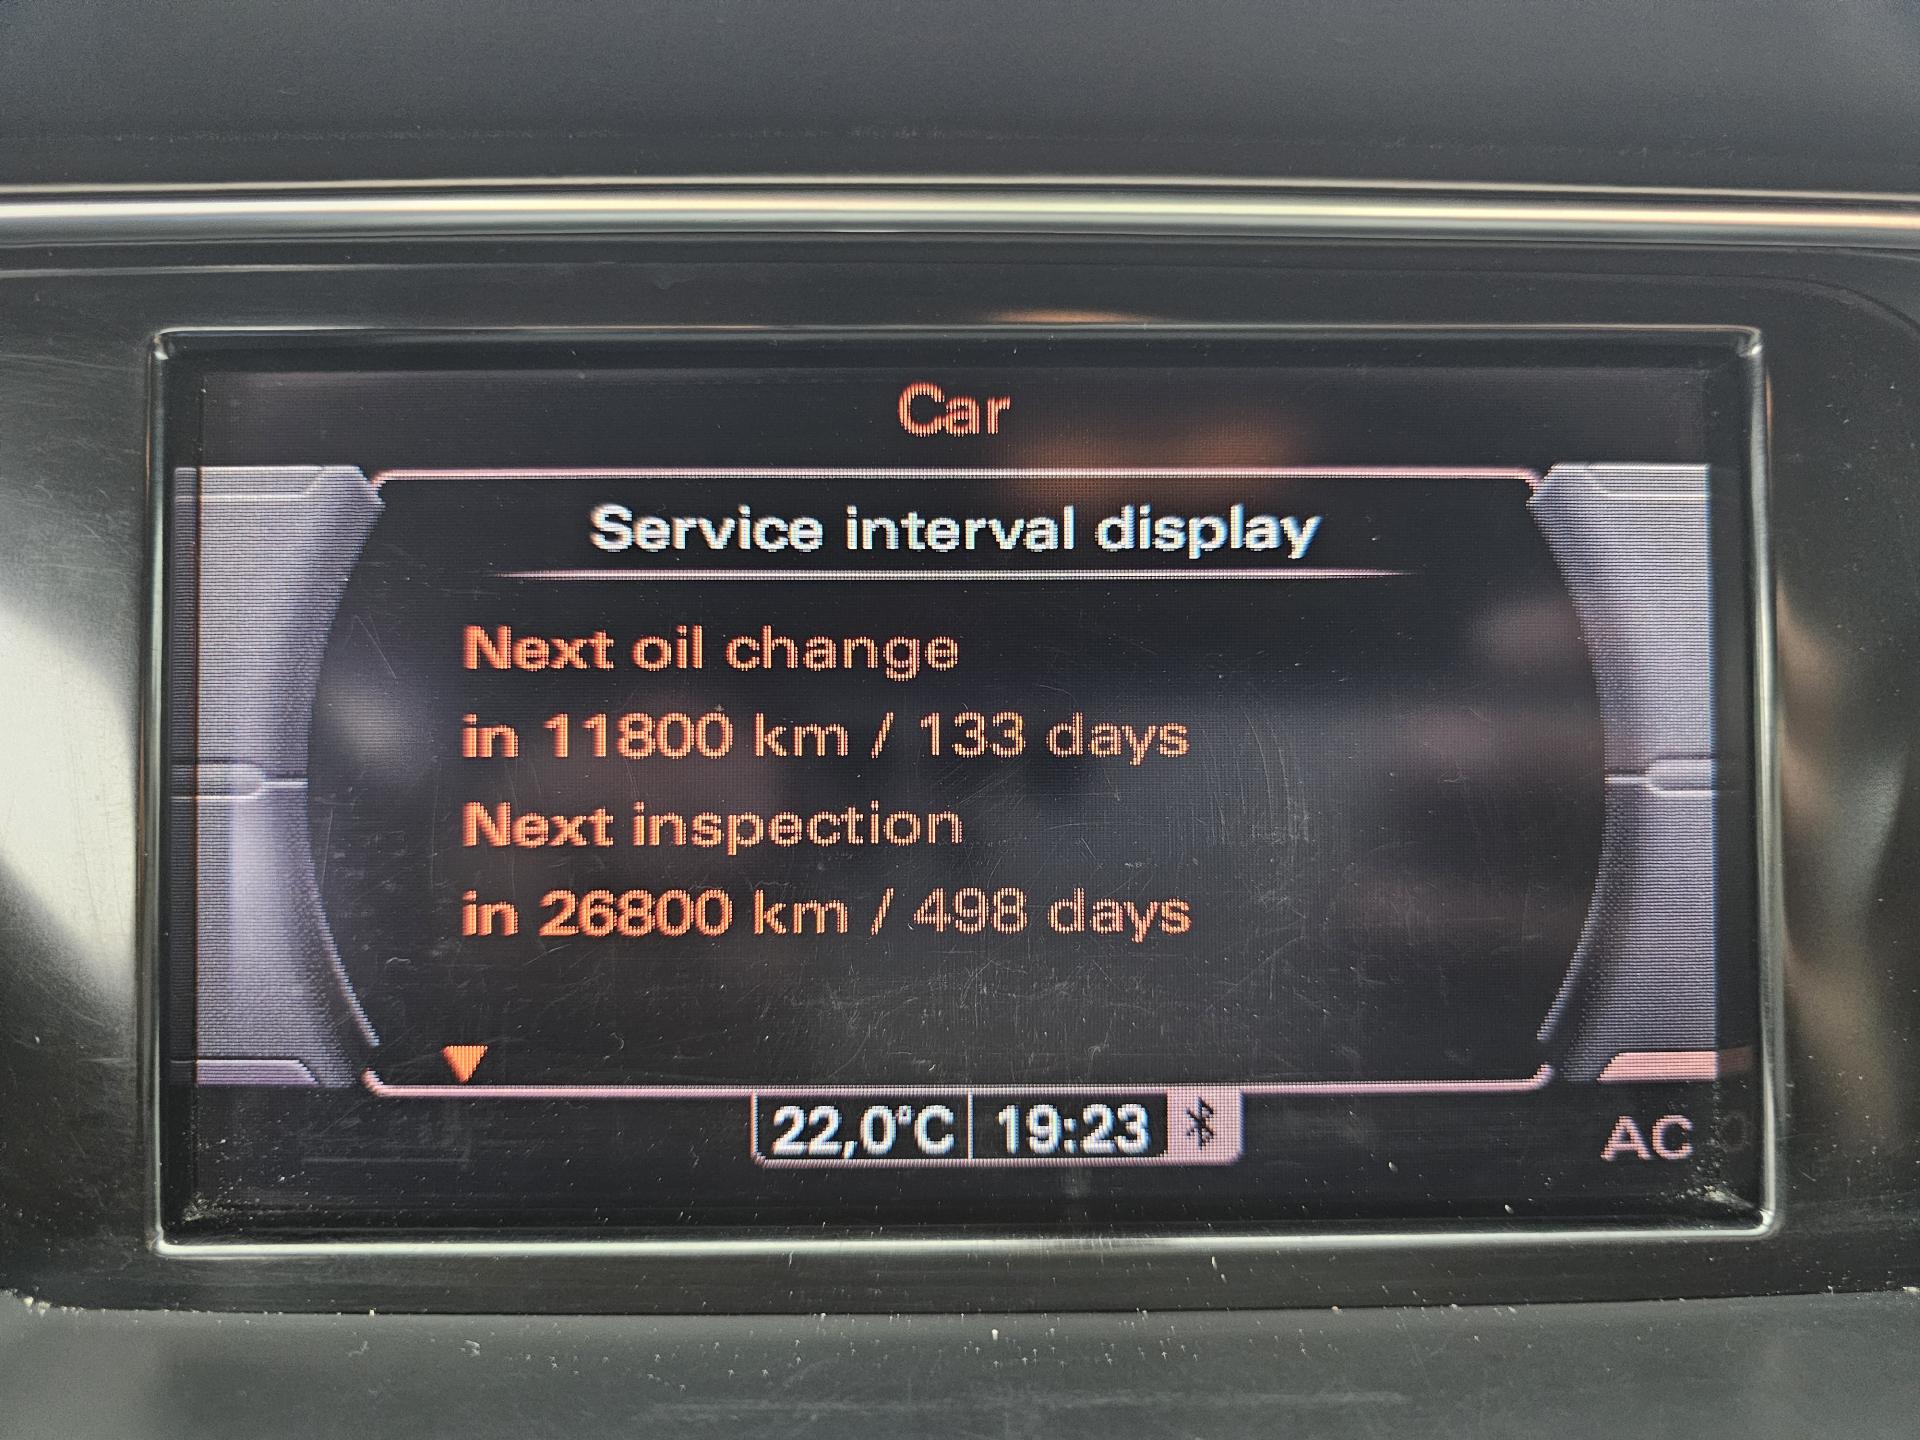 Car
Service interval display
Next oil change
in 11800 km / 133 days
Next inspection
in 26800 km / 498 days
22,0°C 19:23
AC